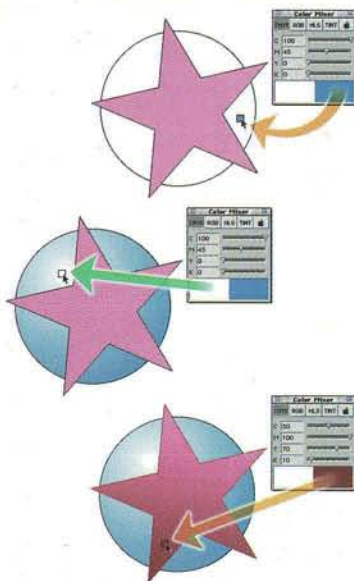 Color Mixer
CMYK RGB HLS TINT
C 100
M 45
Y 0
K 0
Color Mixer
CMYK RGB HLS TINT
C 100
M 45
Y 0
K 0
Color Mixer
CMYK RGB HLS TINT
C 50
M 100
Y 70
K 10